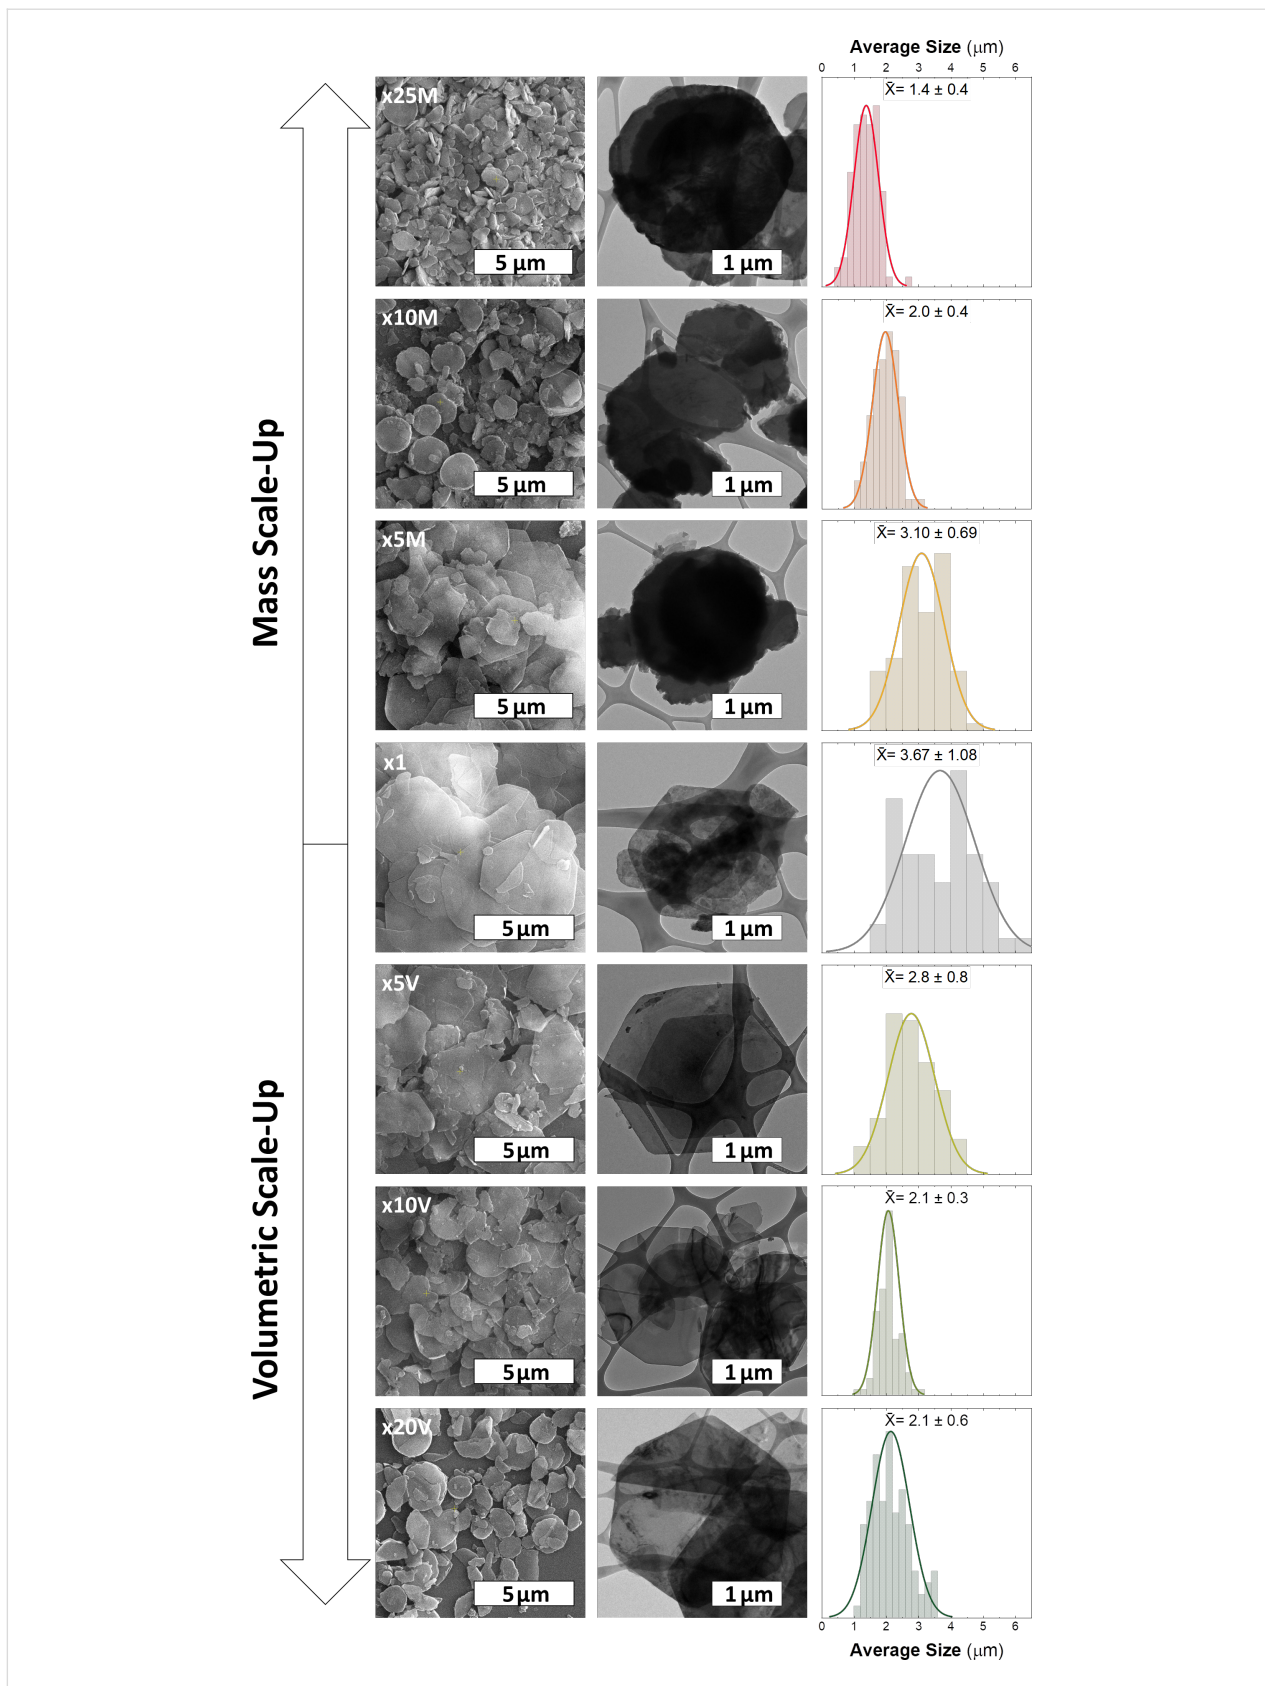 Average Size (μm)
0 1 2 3 4 5 6
x25M
5 μm
1 μm
X̄= 1.4 ± 0.4
x10M
5 μm
1 μm
X̄= 2.0 ± 0.4
Mass Scale-Up
x5M
5 μm
1 μm
X̄= 3.10 ± 0.69
x1
5 μm
1 μm
X̄= 3.67 ± 1.08
x5V
5 μm
1 μm
X̄= 2.8 ± 0.8
Volumetric Scale-Up
x10V
5 μm
1 μm
X̄= 2.1 ± 0.3
x20V
5 μm
1 μm
X̄= 2.1 ± 0.6
0 1 2 3 4 5 6
Average Size (μm)